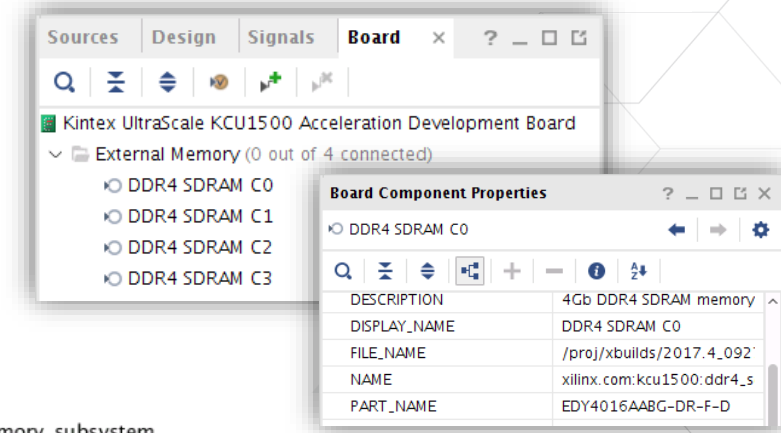 Sources Design Signals Board × ? _
Kintex UltraScale KCU1500 Acceleration Development Board
External Memory (0 out of 4 connected)
DDR4 SDRAM C0
DDR4 SDRAM C1
DDR4 SDRAM C2
DDR4 SDRAM C3
Board Component Properties ? _ ×
DDR4 SDRAM C0
DESCRIPTION 4Gb DDR4 SDRAM memory
DISPLAY_NAME DDR4 SDRAM C0
FILE_NAME /proj/xbuilds/2017.4_092
NAME xilinx.com:kcu1500:ddr4_s
PART_NAME EDY4016AABG-DR-F-D
subsystem